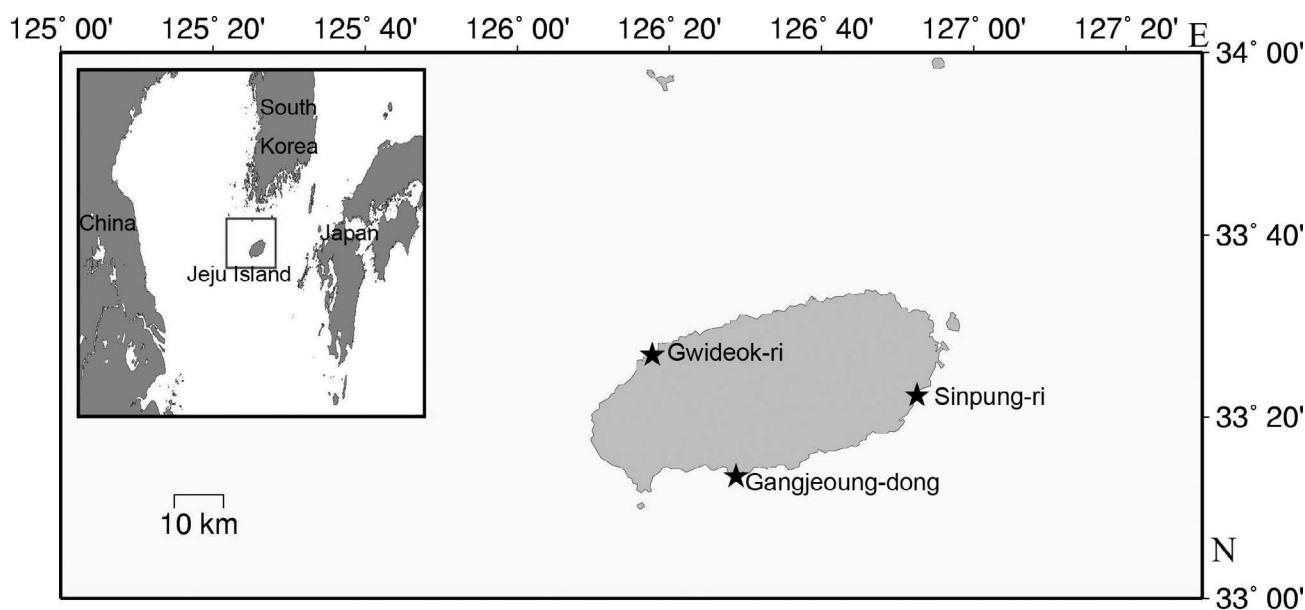 125° 00' 125° 20' 125° 40' 126° 00' 126° 20' 126° 40' 127° 00' 127° 20'
E
34° 00'
South
Korea
China
Japan
33° 40'
Jeju Island
Gwideok-ri
Sinpung-ri
33° 20'
Gangjeoung-dong
10 km
N
33° 00'